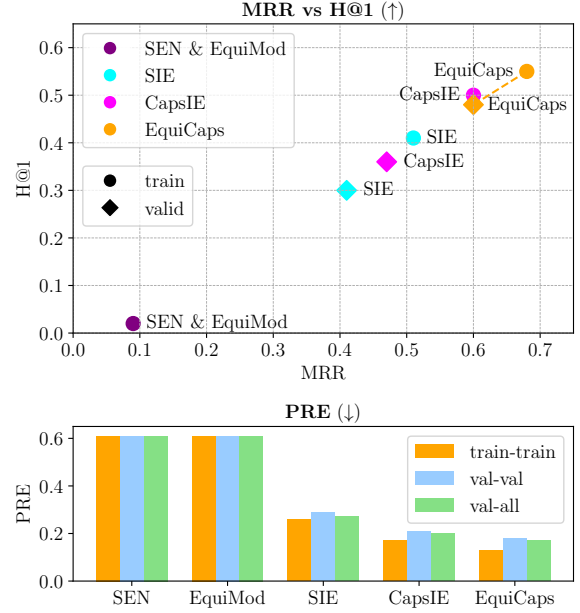 MRR vs H@1 (↑)
0.6
0.5
0.4
0.3
0.2
0.1
0.0
H@1
SEN & EquiMod
SIE
CapsIE
EquiCaps
train
valid
EquiCaps
CapsIE
EquiCaps
SIE
CapsIE
SIE
SEN & EquiMod
0.0 0.1 0.2 0.3 0.4 0.5 0.6 0.7
MRR
PRE (↓)
0.6
0.4
0.2
0.0
PRE
train-train
val-val
val-all
SEN EquiMod SIE CapsIE EquiCaps